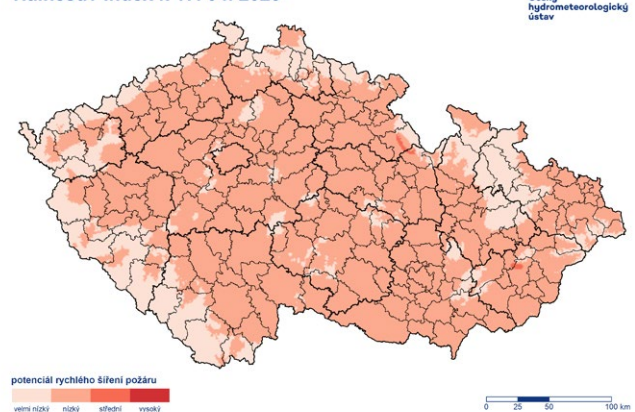 hydrometeorologický
ústav
potenciál rychlého šíření požáru
velmi nízký nízký střední vysoký
0 25 50 100 km